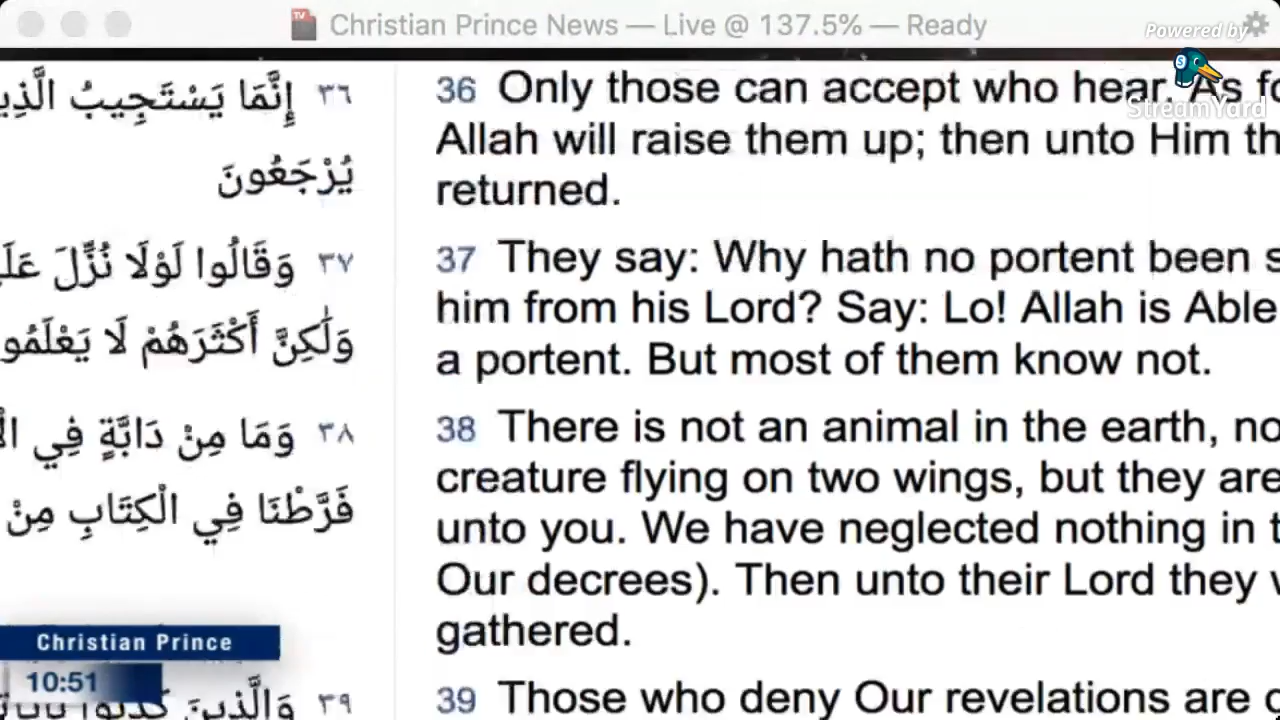 Christian Prince News — Live @ 137.5% — Ready
Powered by
StreamYard
٣٦ إِنَّمَا يَسْتَجِيبُ
يُرْجَعُونَ
٣٧ وَقَالُوا لَوْلَا نُزِّلَ
وَلَٰكِنَّ أَكْثَرَهُمْ لَا
٣٨ وَمَا مِنْ دَابَّةٍ فِي
فَرَّطْنَا فِي الْكِتَابِ مِنْ
٣٩ وَالَّذِينَ
36 Only those can accept who hear. As
Allah will raise them up; then unto Him
returned.
37 They say: Why hath no portent been
him from his Lord? Say: Lo! Allah is Able
a portent. But most of them know not.
38 There is not an animal in the earth,
creature flying on two wings, but they are
unto you. We have neglected nothing in
Our decrees). Then unto their Lord they
gathered.
39 Those who deny Our revelations are
Christian Prince
10:51